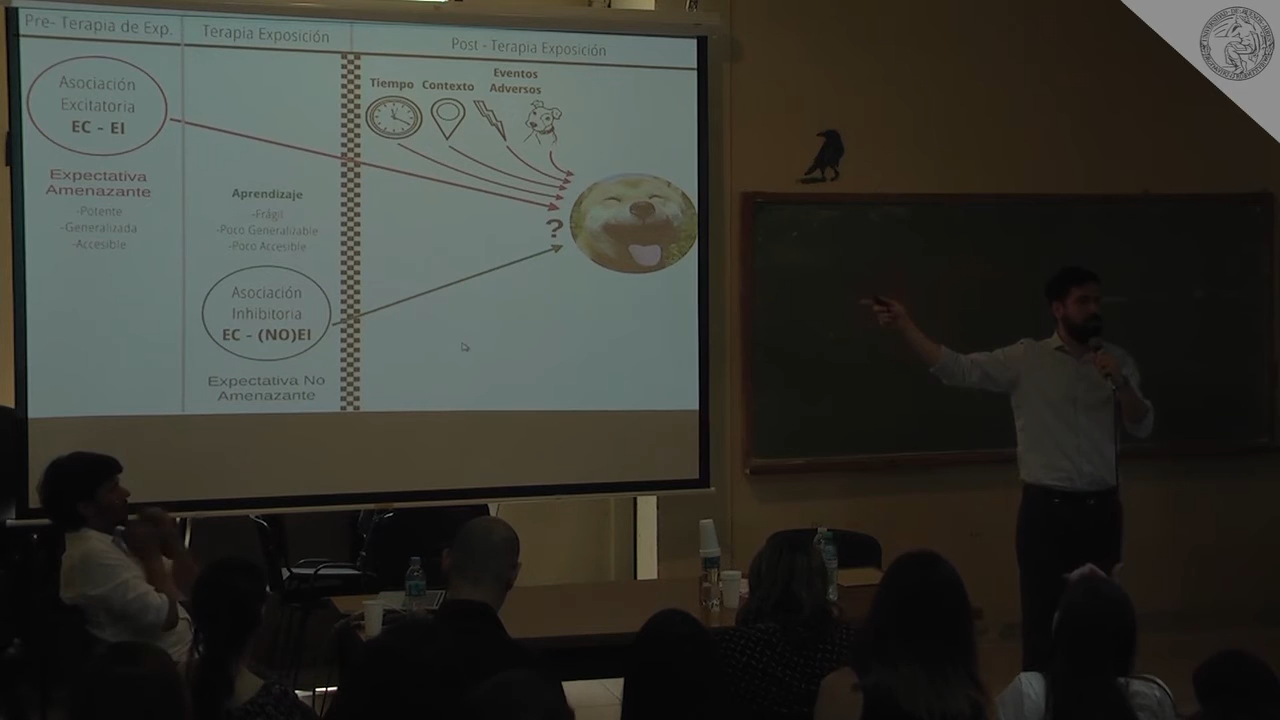 Pre- Terapia de Exp.
Terapia Exposición
Post - Terapia Exposición
Asociación
Excitatoria
EC - EI
Expectativa
Amenazante
-Potente
-Generalizada
-Accesible
Aprendizaje
-Frágil
-Poco Generalizable
-Poco Accesible
Asociación
Inhibitoria
EC - (NO)EI
Expectativa No
Amenazante
Tiempo
Contexto
Eventos
Adversos
?